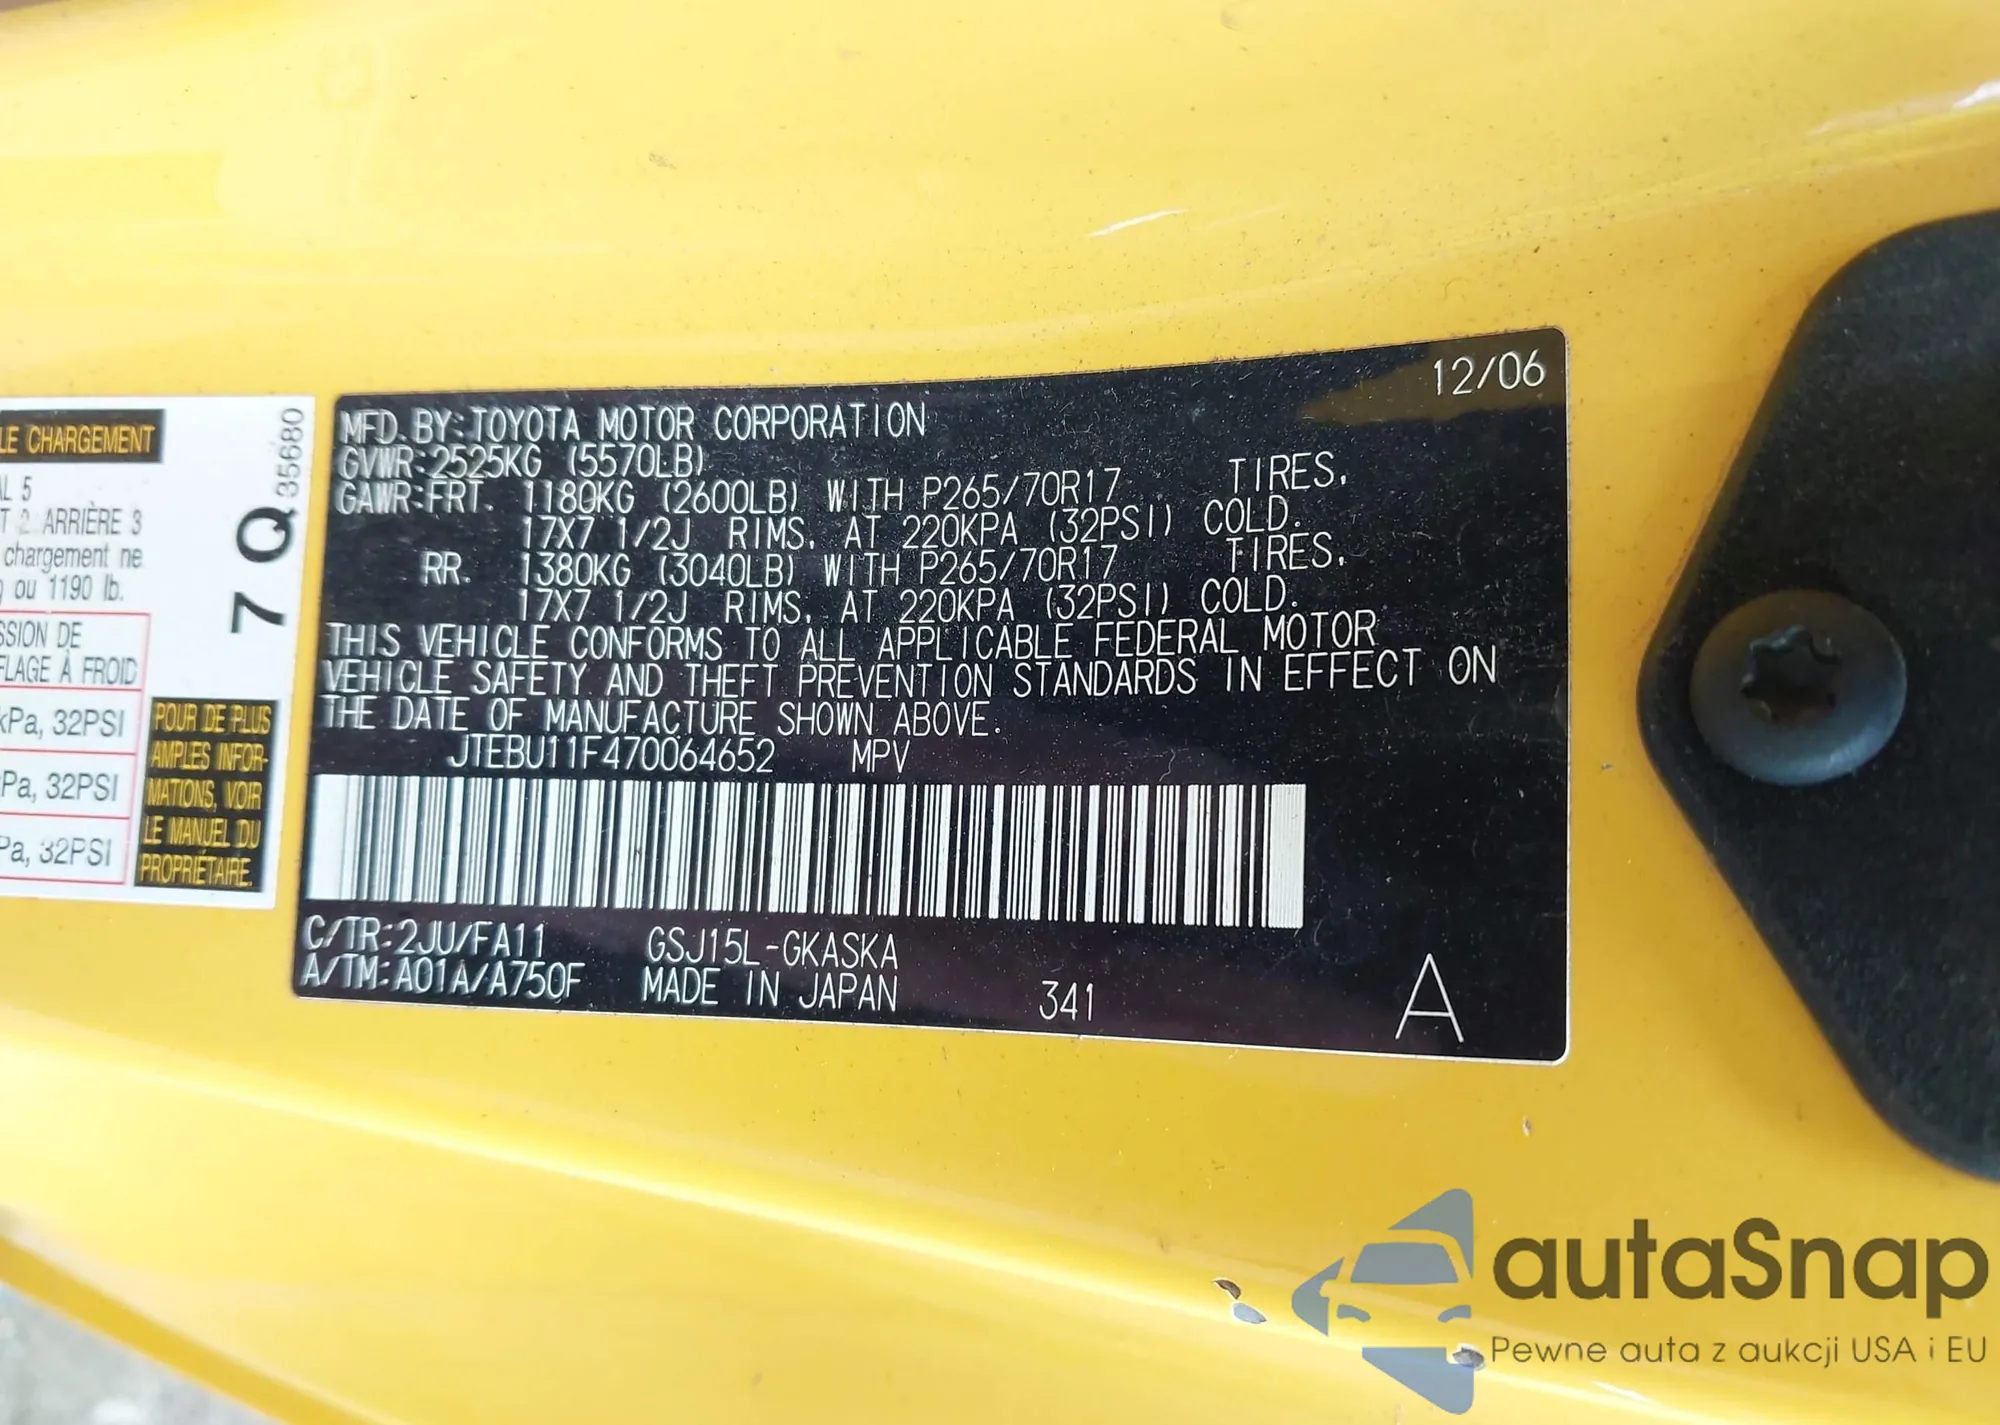 LE CHARGEMENT
AL 5
T 2 ARRIÈRE 3
chargement ne
ou 1190 lb.
SSION DE
FLAGE À FROID
kPa, 32PSI
Pa, 32PSI
Pa, 32PSI
7 Q 35680
POUR DE PLUS
AMPLES INFOR-
MATIONS, VOIR
LE MANUEL DU
PROPRIÉTAIRE.
12/06
MFD. BY: TOYOTA MOTOR CORPORATION
GVWR: 2525KG (5570LB)
GAWR: FRT. 1180KG (2600LB) WITH P265/70R17 TIRES,
17X7 1/2J RIMS, AT 220KPA (32PSI) COLD.
RR. 1380KG (3040LB) WITH P265/70R17 TIRES,
17X7 1/2J RIMS, AT 220KPA (32PSI) COLD.
THIS VEHICLE CONFORMS TO ALL APPLICABLE FEDERAL MOTOR
VEHICLE SAFETY AND THEFT PREVENTION STANDARDS IN EFFECT ON
THE DATE OF MANUFACTURE SHOWN ABOVE.
JTEBU11F470064652 MPV
C/TR: 2JU/FA11 GSJ15L-GKASKA
A/TM: A01A/A750F MADE IN JAPAN 341 A
autaSnap
Pewne auta z aukcji USA i EU